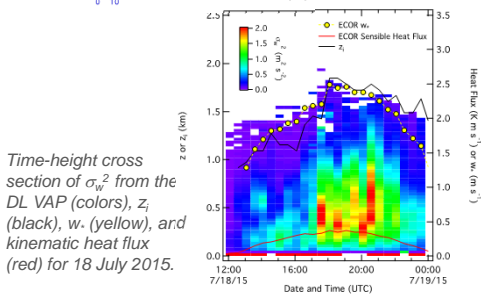 0 10
Time-height cross
section of σw² from the
DL VAP (colors), zi
(black), w* (yellow), and
kinematic heat flux
(red) for 18 July 2015.
ECOR w*
ECOR Sensible Heat Flux
zi
2.0
1.0
0.0
σw² (m² s⁻²)
2.5
2.0
1.5
1.0
0.5
0.0
z or zi (km)
3.5
3.0
2.5
2.0
1.5
1.0
0.5
0.0
Heat Flux (K m s⁻¹) or w* (m s⁻¹)
12:00 16:00 20:00 00:00
7/18/15 7/19/15
Date and Time (UTC)